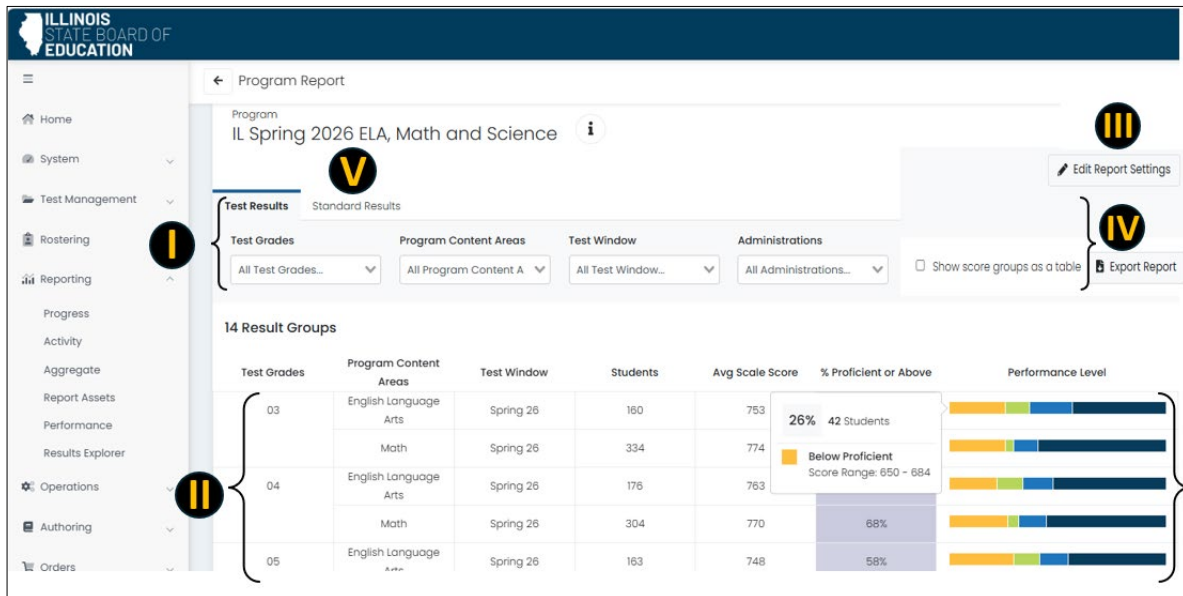 ILLINOIS
STATE BOARD OF
EDUCATION
Program Report
Home
System
Test Management
Rostering
Reporting
Progress
Activity
Aggregate
Report Assets
Performance
Results Explorer
Operations
Authoring
Orders
Program
IL Spring 2026 ELA, Math and Science i
III
Edit Report Settings
V
Test Results Standard Results
I
IV
Test Grades Program Content Areas Test Window Administrations
All Test Grades... All Program Content A All Test Window... All Administrations... Show score groups as a table Export Report
14 Result Groups
Test Grades Program Content Areas Test Window Students Avg Scale Score % Proficient or Above Performance Level
II
03 English Language Arts Spring 26 160 753
26% 42 Students
Below Proficient
Score Range: 650 - 684
Math Spring 26 334 774
04 English Language Arts Spring 26 176 763
Math Spring 26 304 770 68%
05 English Language Arts Spring 26 163 748 58%